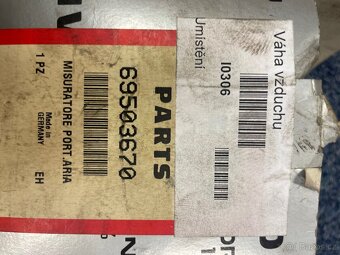 PARTS
69503670
MISURATORE PORT.ARIA
1 PZ
Made in
GERMANY
EH
Váha vzduchu
I0306
Umístění